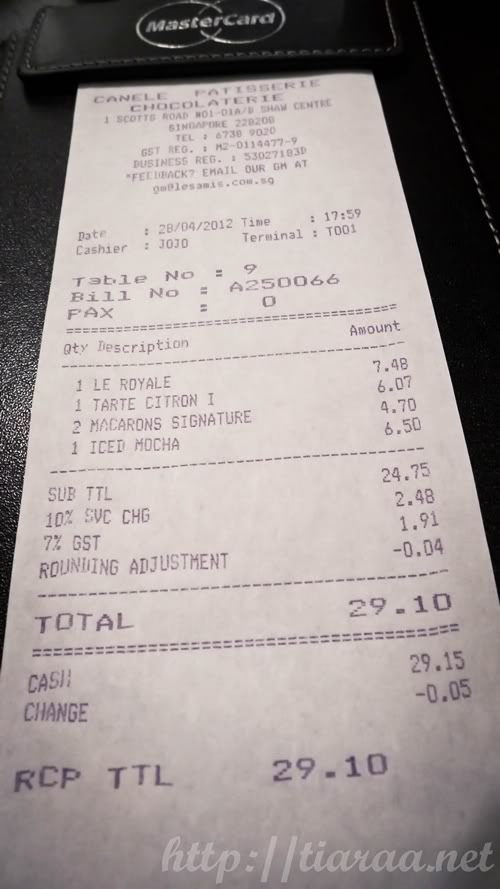 MasterCard
CANELE PATISSERIE
CHOCOLATERIE
1 SCOTTS ROAD #01-01A/B SHAW CENTRE
SINGAPORE 228208
TEL : 6738 9020
GST REG. : M2-0114477-9
BUSINESS REG. : 53027183D
*FEEDBACK? EMAIL OUR GM AT
gm@lesamis.com.sg
Date : 28/04/2012 Time : 17:59
Cashier : JOJO Terminal : T001
Table No : 9
Bill No : A250066
PAX : 0
Qty Description Amount
1 LE ROYALE 7.48
1 TARTE CITRON I 6.07
2 MACARONS SIGNATURE 4.70
1 ICED MOCHA 6.50
SUB TTL 24.75
10% SVC CHG 2.48
7% GST 1.91
ROUNDING ADJUSTMENT -0.04
TOTAL 29.10
CASH 29.15
CHANGE -0.05
RCP TTL 29.10
http://tiaraa.net